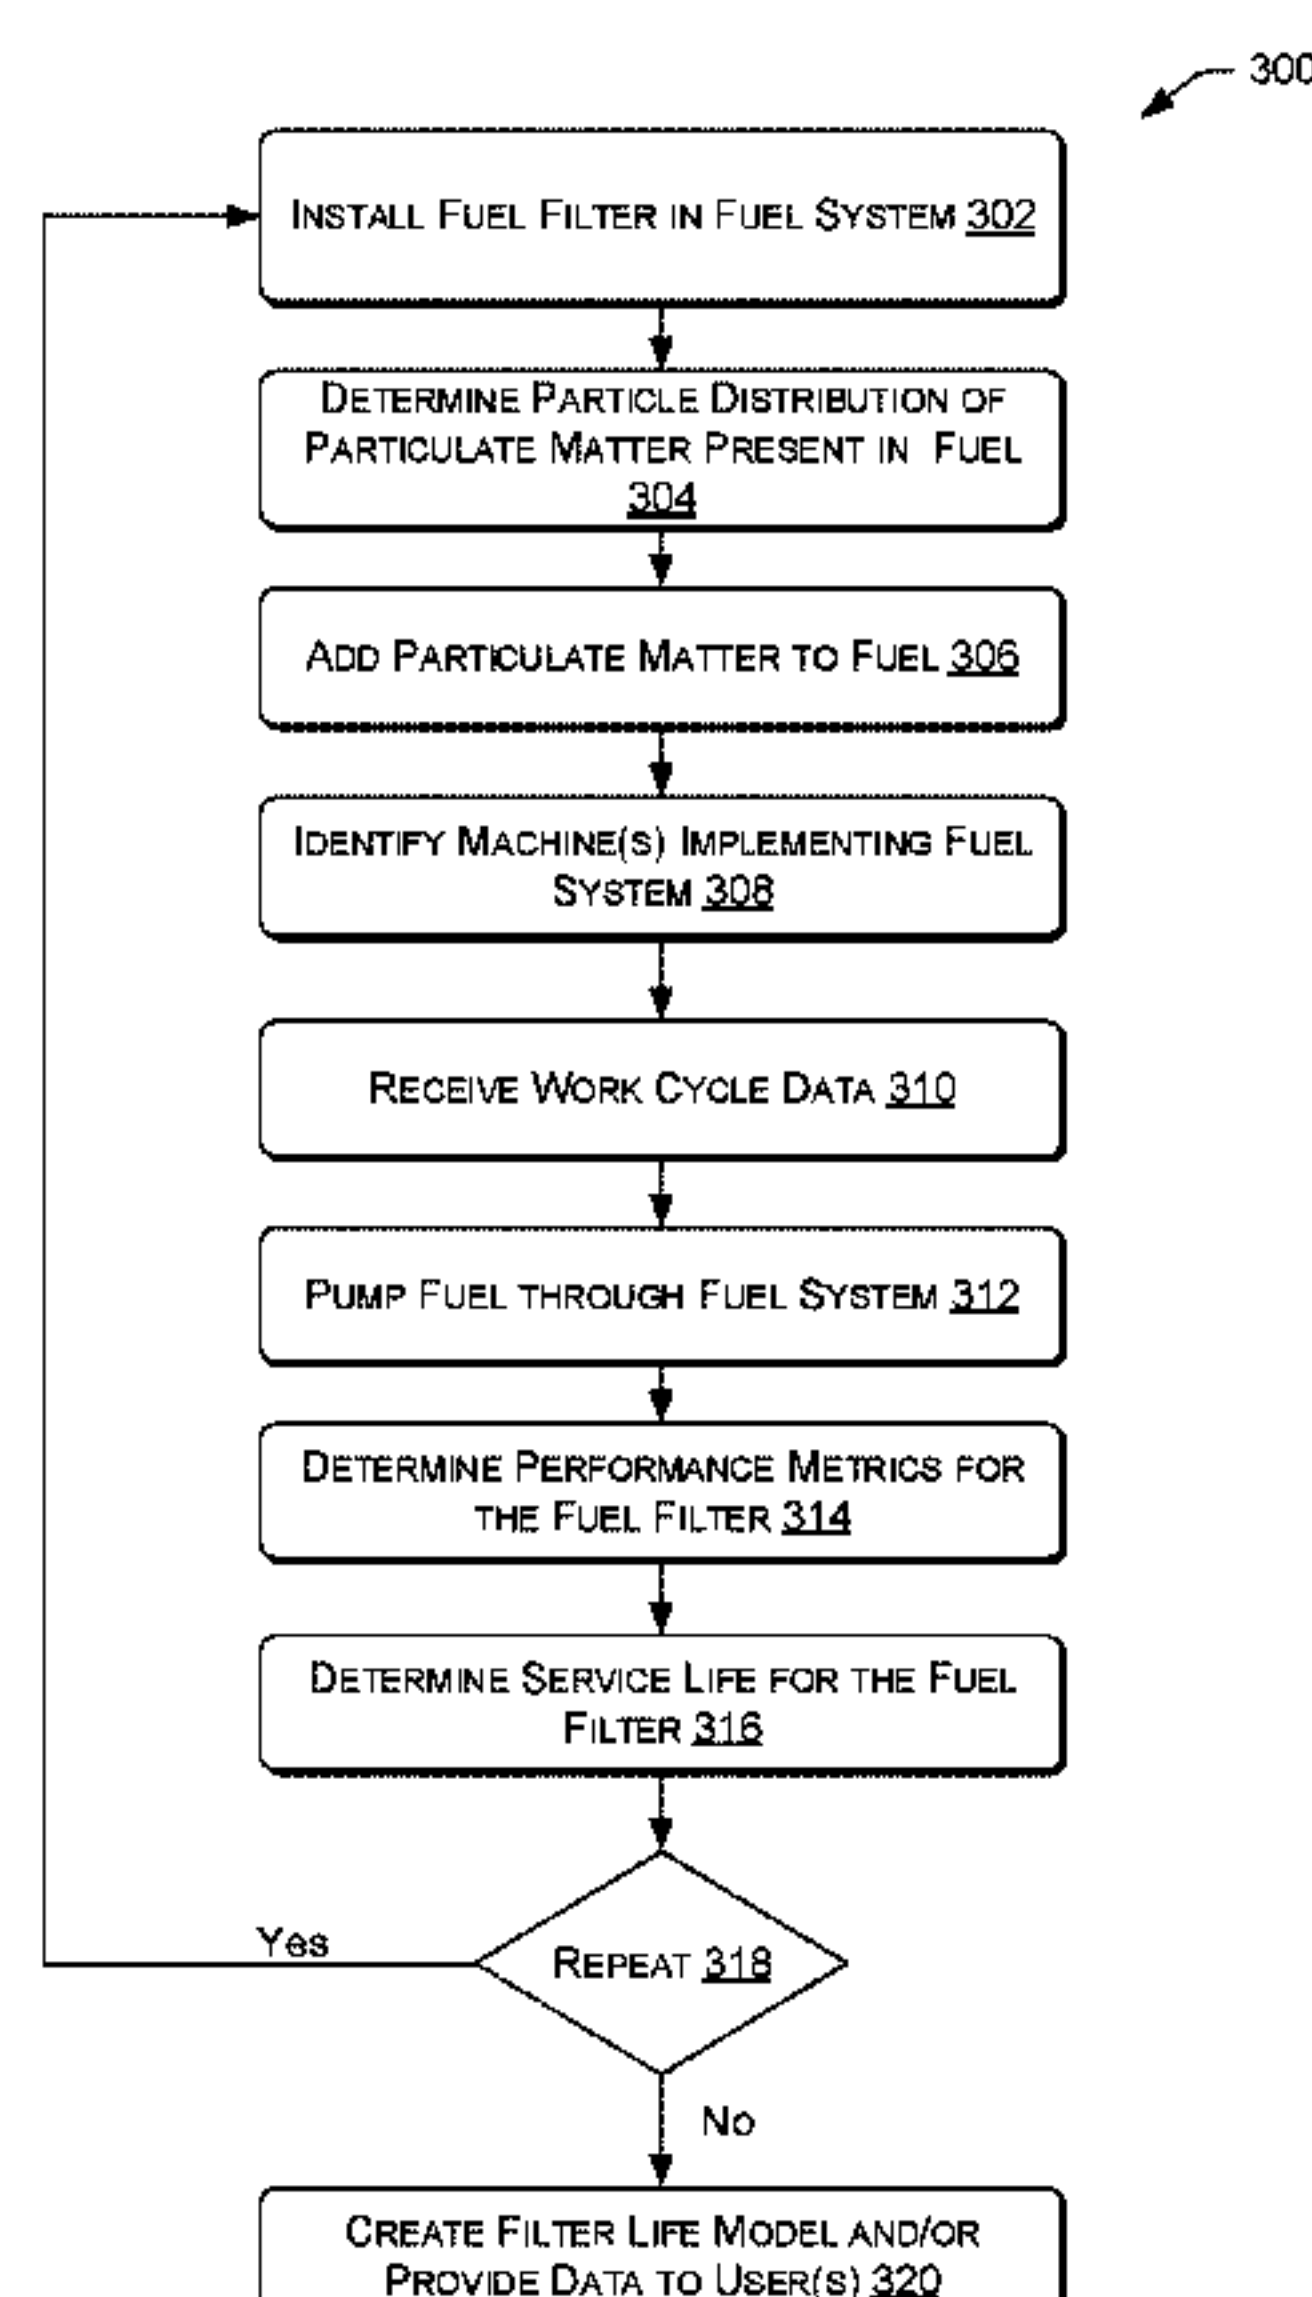 300
INSTALL FUEL FILTER IN FUEL SYSTEM 302
DETERMINE PARTICLE DISTRIBUTION OF
PARTICULATE MATTER PRESENT IN FUEL
304
ADD PARTICULATE MATTER TO FUEL 306
IDENTIFY MACHINE(S) IMPLEMENTING FUEL
SYSTEM 308
RECEIVE WORK CYCLE DATA 310
PUMP FUEL THROUGH FUEL SYSTEM 312
DETERMINE PERFORMANCE METRICS FOR
THE FUEL FILTER 314
DETERMINE SERVICE LIFE FOR THE FUEL
FILTER 316
Yes
REPEAT 318
No
CREATE FILTER LIFE MODEL AND/OR
PROVIDE DATA TO USER(S) 320